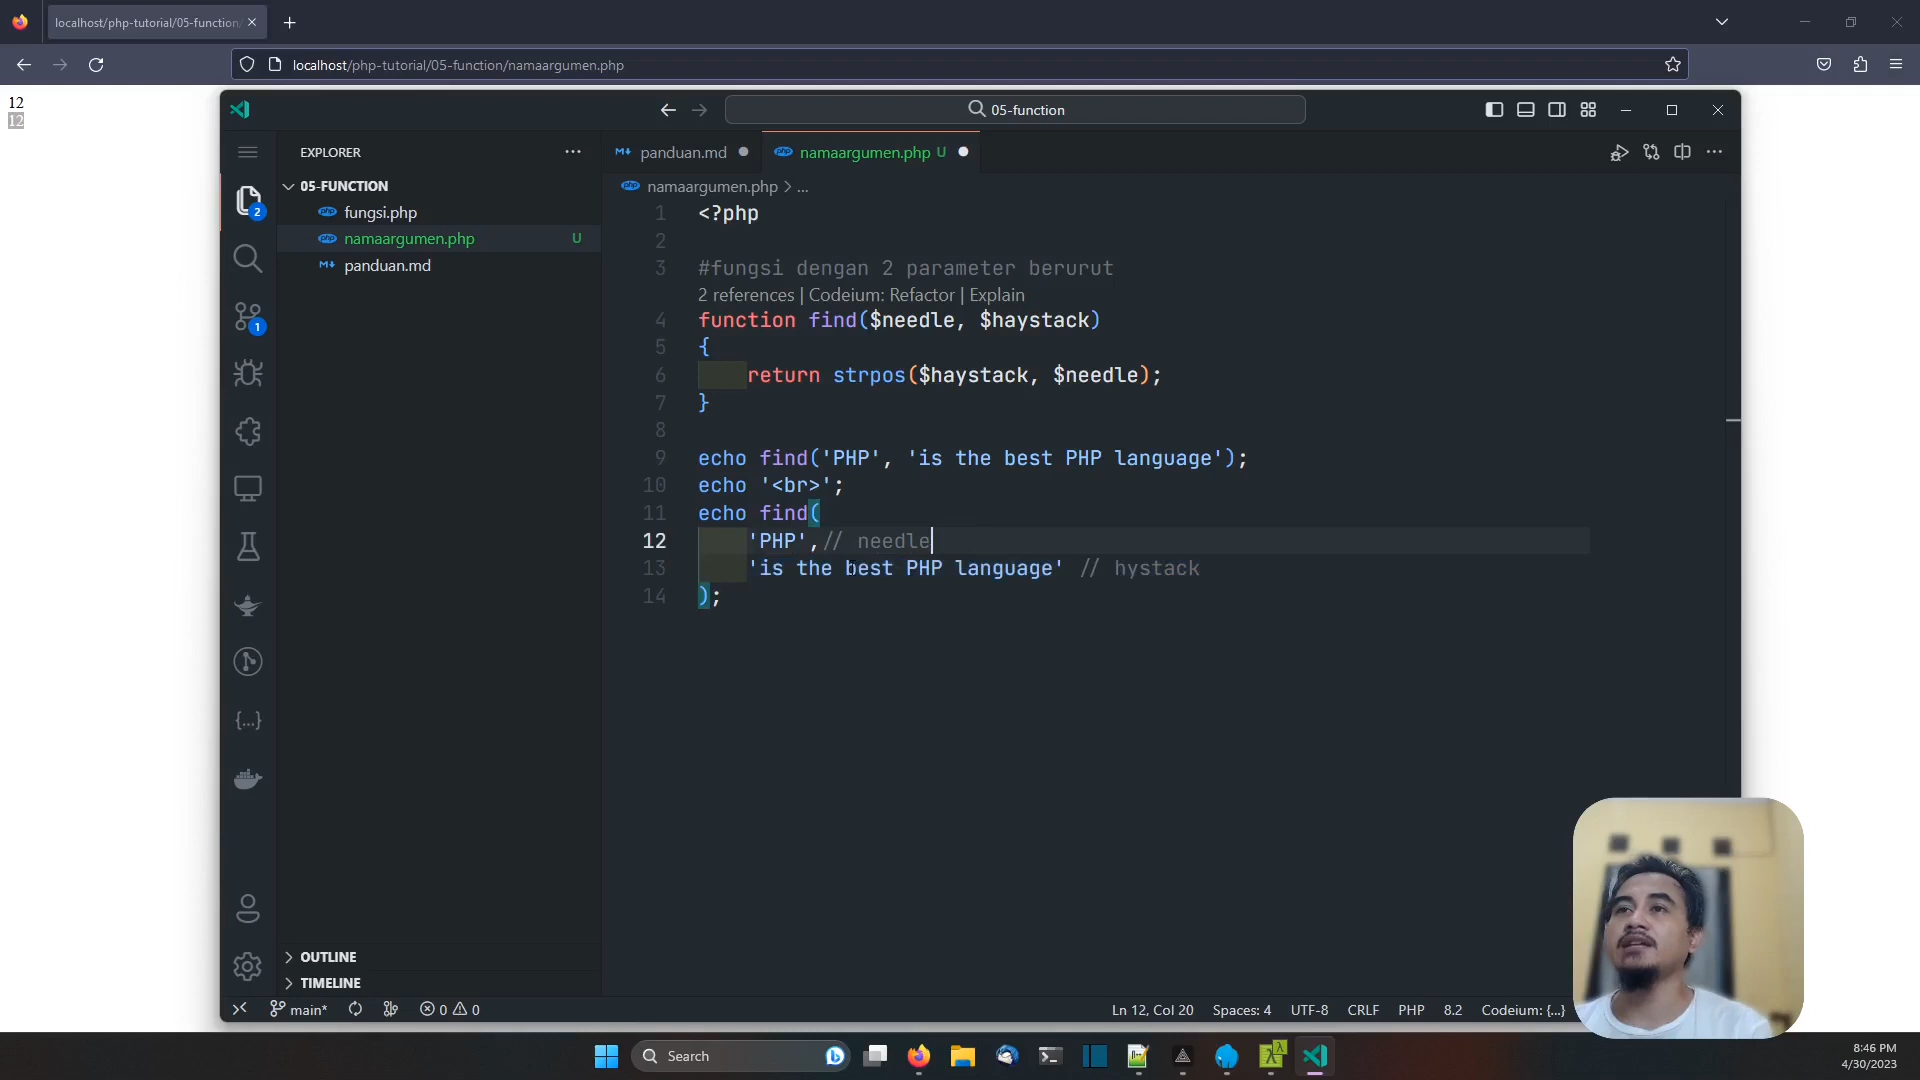 localhost/php-tutorial/05-function/
localhost/php-tutorial/05-function/namaargumen.php
12
12
05-function
EXPLORER
panduan.md
namaargumen.php U
05-FUNCTION
namaargumen.php > ...
2
fungsi.php
namaargumen.php U
panduan.md
1
1 <?php
2
3 #fungsi dengan 2 parameter berurut
2 references | Codeium: Refactor | Explain
4 function find($needle, $haystack)
5 {
6 return strpos($haystack, $needle);
7 }
8
9 echo find('PHP', 'is the best PHP language');
10 echo '<br>';
11 echo find(
12 'PHP',// needle
13 'is the best PHP language' // hystack
14 );
OUTLINE
TIMELINE
main* 0 0 Ln 12, Col 20 Spaces: 4 UTF-8 CRLF PHP 8.2 Codeium: {...}
Search
8:46 PM
4/30/2023